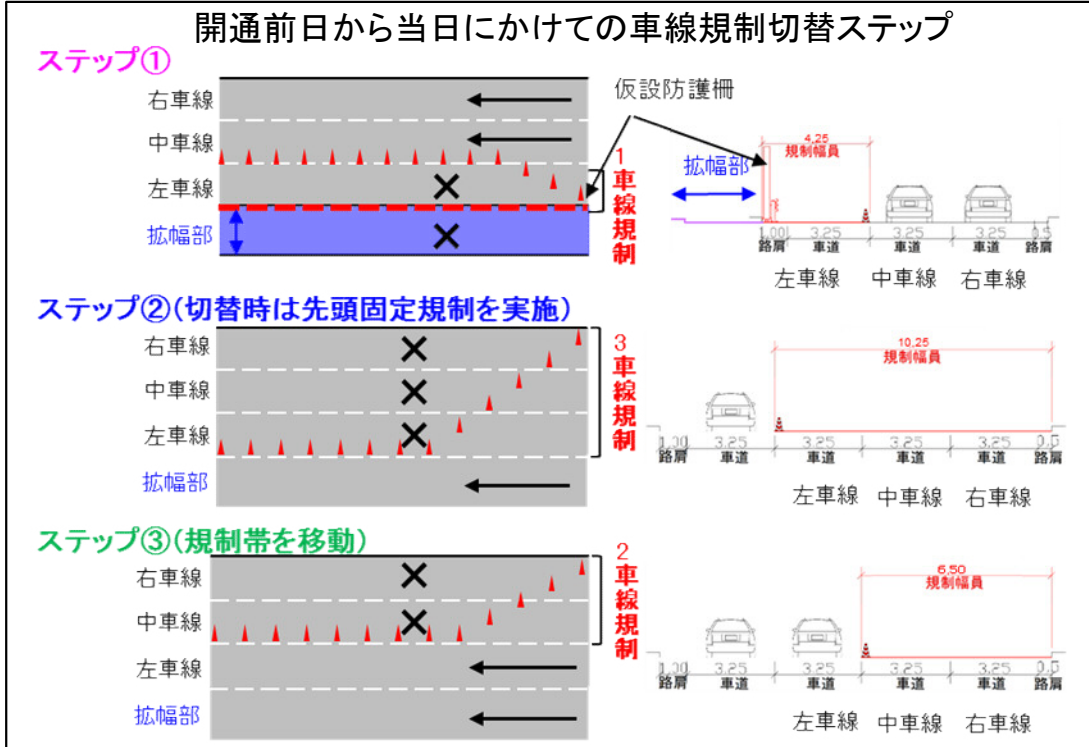 開通前日から当日にかけての車線規制切替ステップ
ステップ①
右車線
中車線
左車線
拡幅部
1車線規制
仮設防護柵
拡幅部
4,25
規制幅員
1,00 3,25 3,25 3,25 0,5
路肩 車道 車道 車道 路肩
左車線 中車線 右車線
ステップ②(切替時は先頭固定規制を実施)
右車線
中車線
左車線
拡幅部
3車線規制
10,25
規制幅員
1,00 3,25 3,25 3,25 3,25 0,5
路肩 車道 車道 車道 車道 路肩
左車線 中車線 右車線
ステップ③(規制帯を移動)
右車線
中車線
左車線
拡幅部
2車線規制
6,50
規制幅員
1,00 3,25 3,25 3,25 3,25 0,5
路肩 車道 車道 車道 車道 路肩
左車線 中車線 右車線